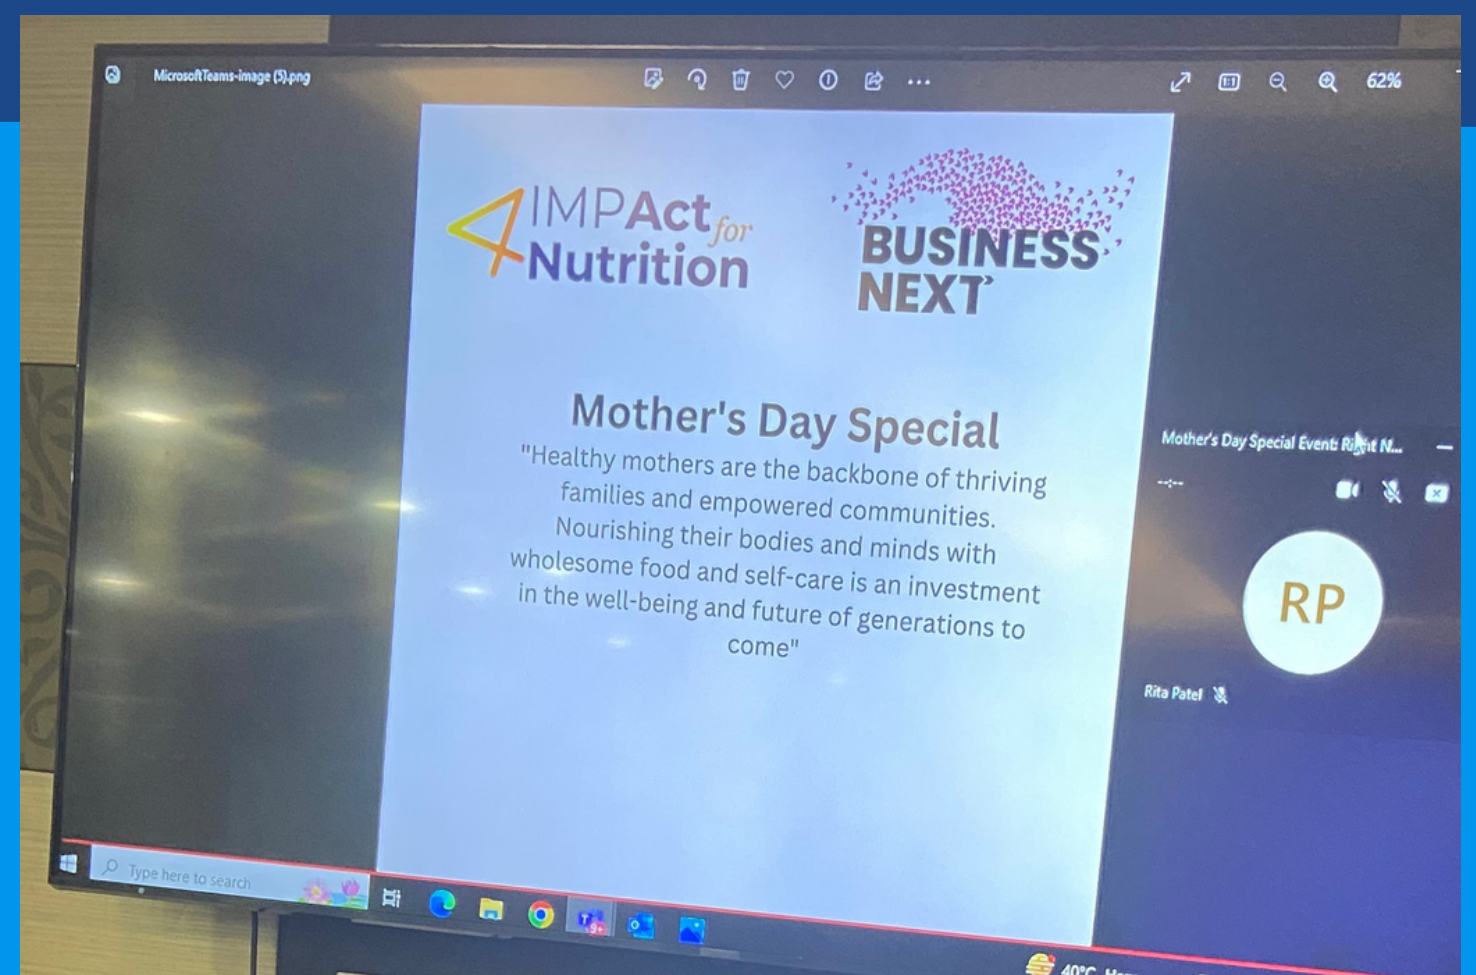 MicrosoftTeams-image (5).png
62%
4 IMPAct for
Nutrition
BUSINESS
NEXT
Mother's Day Special
"Healthy mothers are the backbone of thriving
families and empowered communities.
Nourishing their bodies and minds with
wholesome food and self-care is an investment
in the well-being and future of generations to
come"
Mother's Day Special Event: Right N...
--:--
RP
Rita Patel
Type here to search
9+
40°C